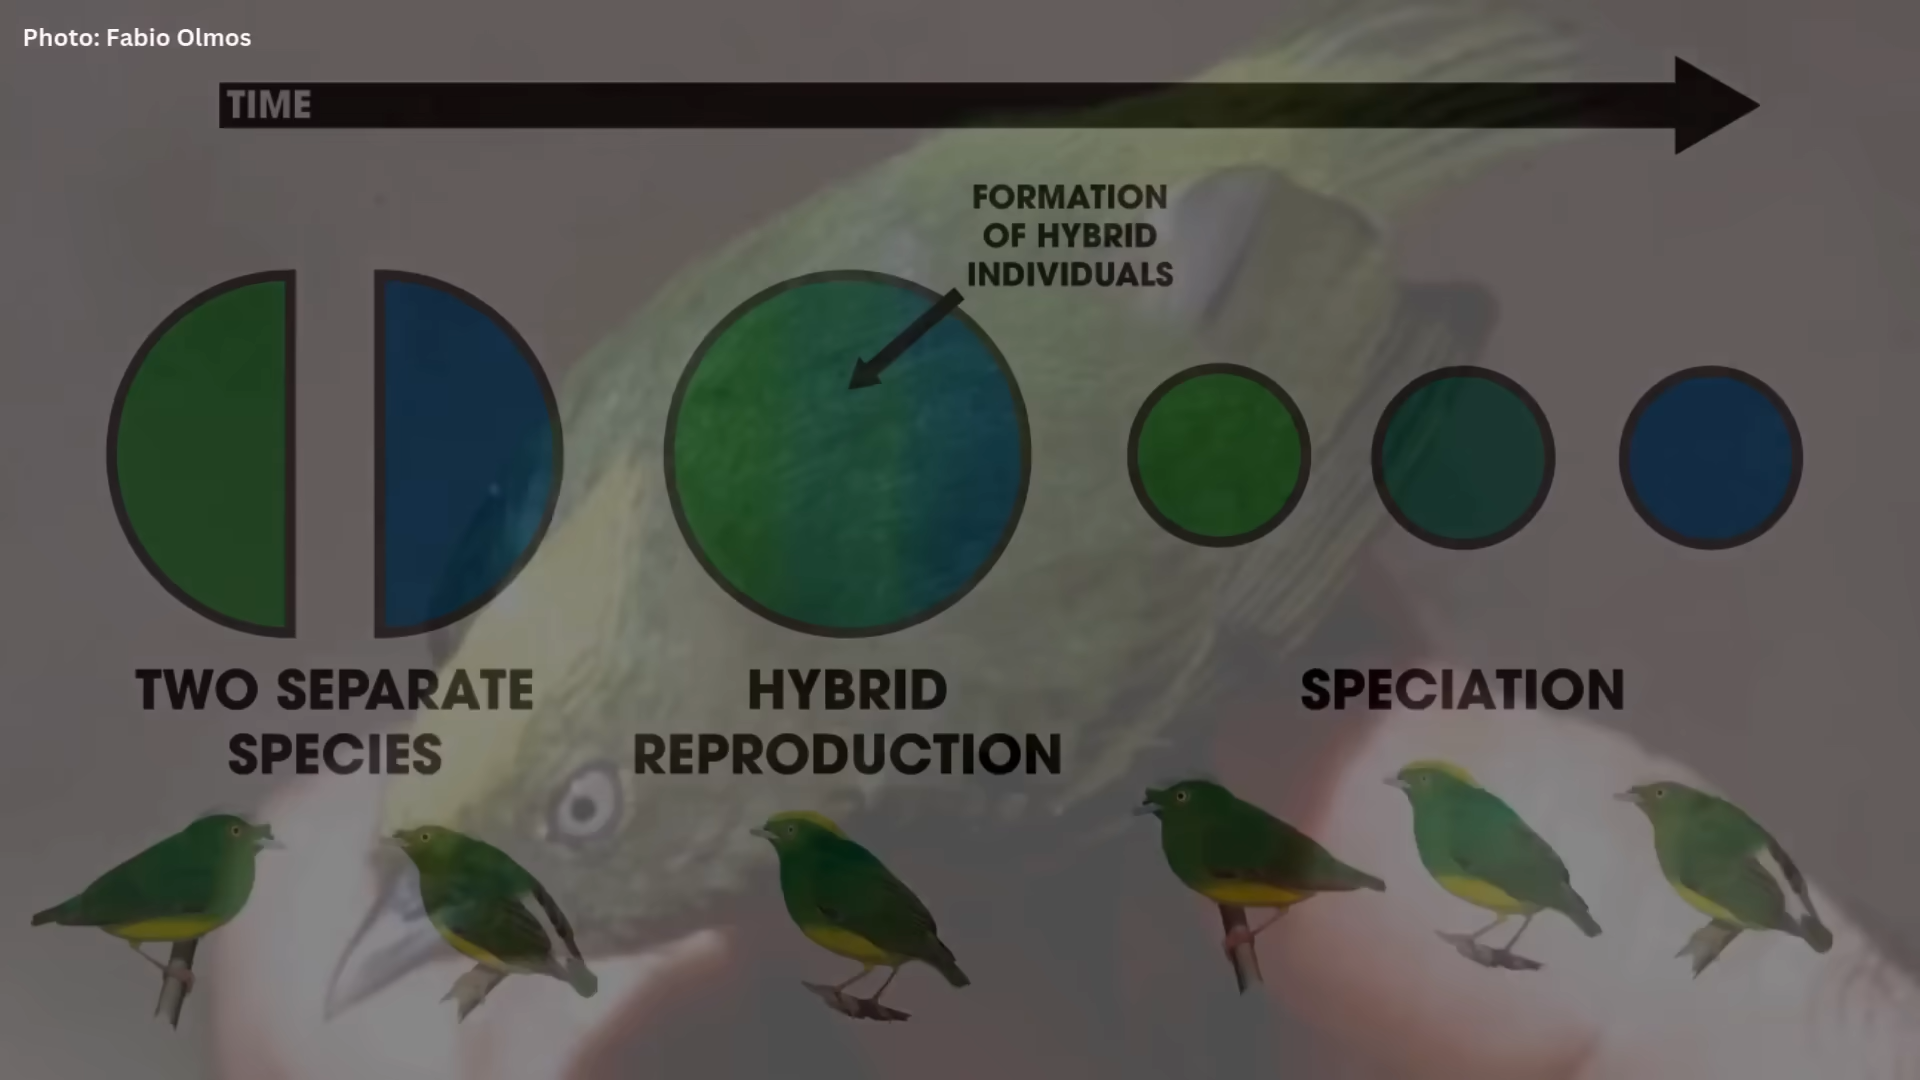 Photo: Fabio Olmos
TIME
FORMATION
OF HYBRID
INDIVIDUALS
TWO SEPARATE
SPECIES
HYBRID
REPRODUCTION
SPECIATION